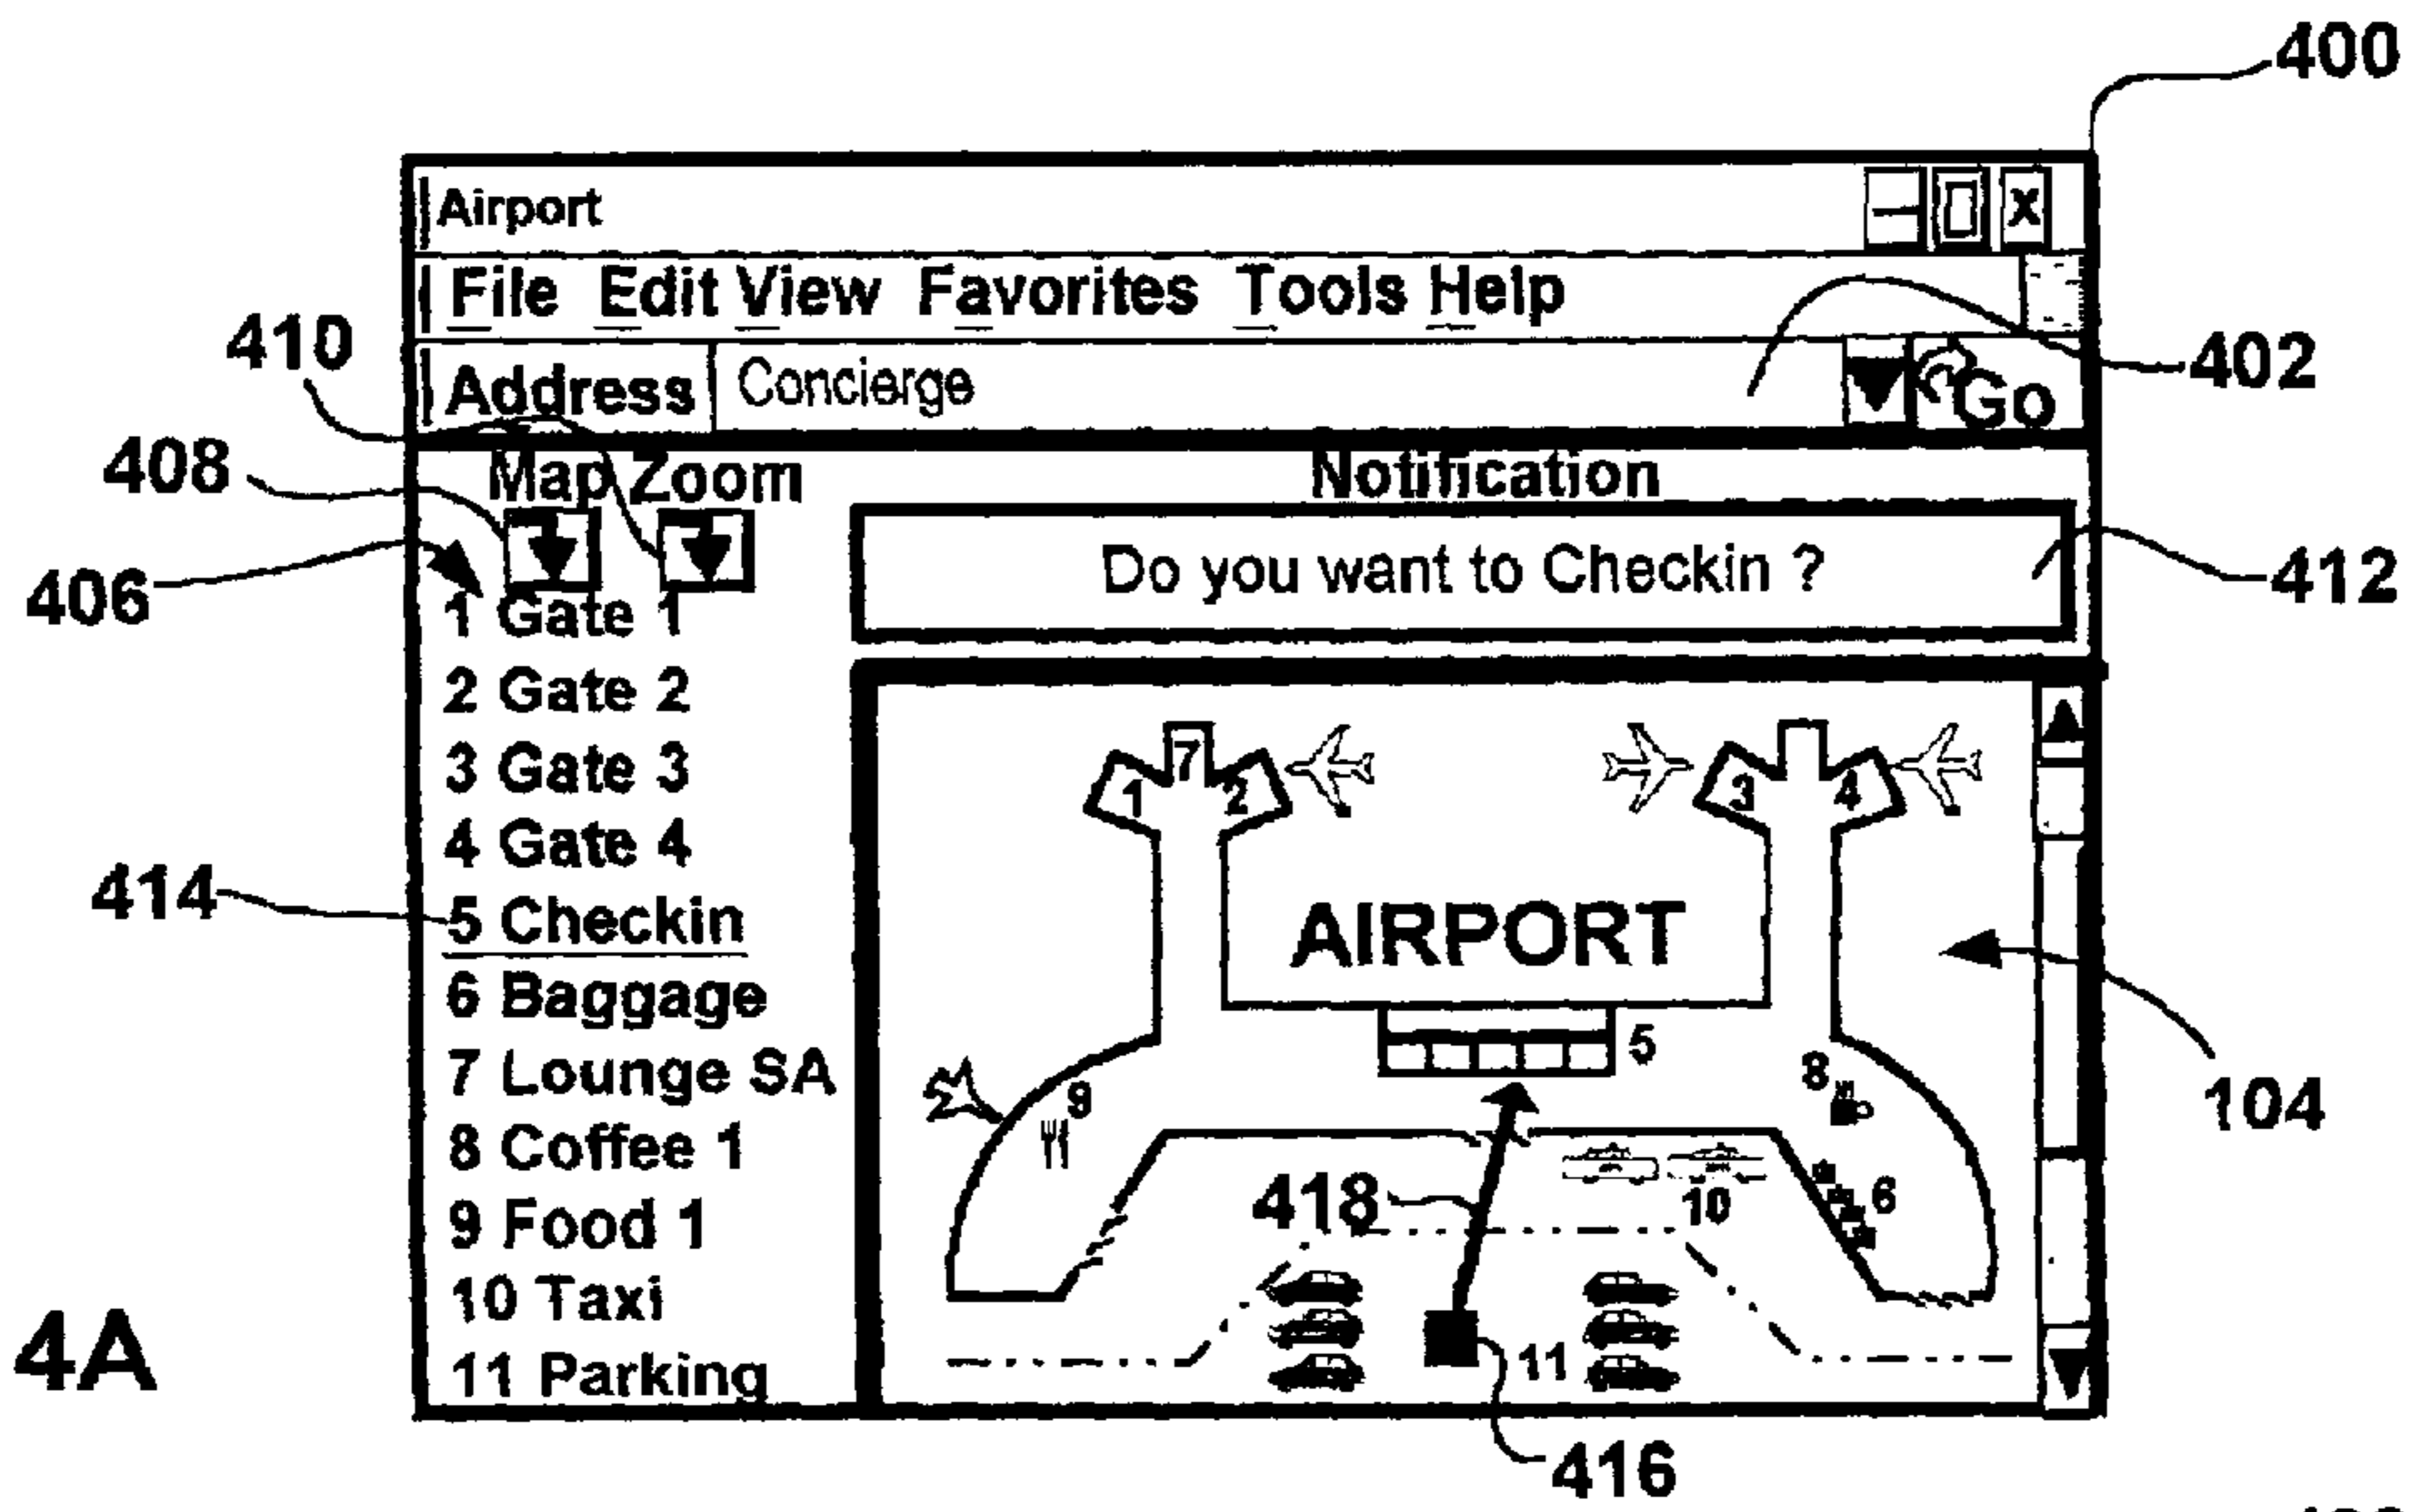 400
Airport
X
File Edit View Favorites Tools Help
410
402
Address Concierge Go
408
Map Zoom Notification
406
Do you want to Checkin ?
412
1 Gate 1
2 Gate 2
3 Gate 3
4 Gate 4
414
5 Checkin
6 Baggage
7 Lounge SA
8 Coffee 1
9 Food 1
10 Taxi
11 Parking
1 7 2 3 4
AIRPORT
5
8
9
104
418
10
6
11
416
4A